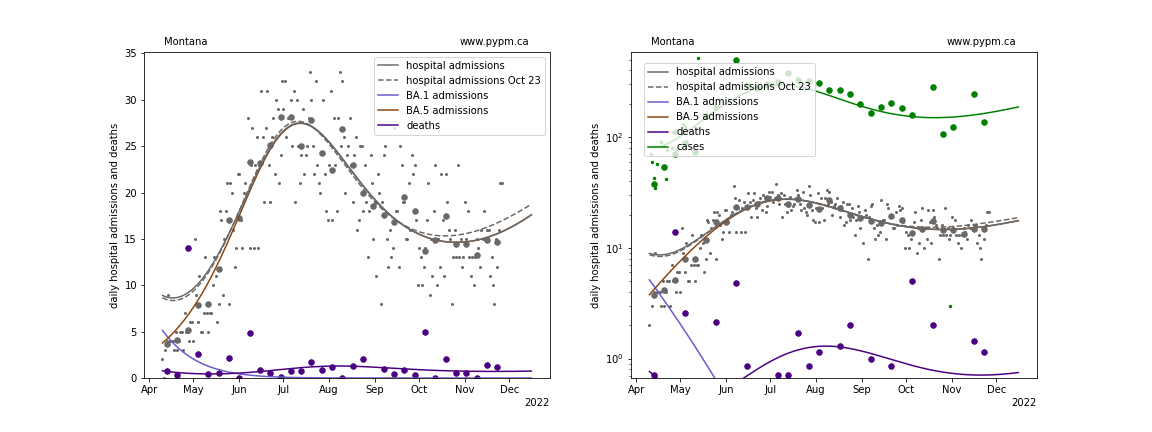 Montana www.pypm.ca
daily hospital admissions and deaths
35
30
25
20
15
10
5
0
hospital admissions
hospital admissions Oct 23
BA.1 admissions
BA.5 admissions
deaths
Apr May Jun Jul Aug Sep Oct Nov Dec
2022
Montana www.pypm.ca
daily hospital admissions and deaths
10²
10¹
10⁰
hospital admissions
hospital admissions Oct 23
BA.1 admissions
BA.5 admissions
deaths
cases
Apr May Jun Jul Aug Sep Oct Nov Dec
2022